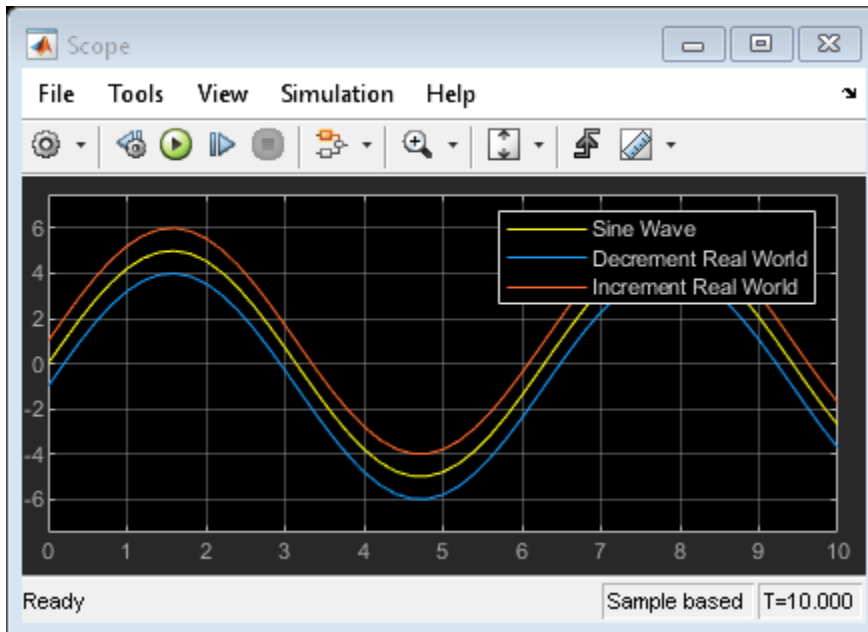 Scope
File Tools View Simulation Help
Sine Wave
Decrement Real World
Increment Real World
6
4
2
0
-2
-4
-6
0 1 2 3 4 5 6 7 8 9 10
Ready Sample based T=10.000